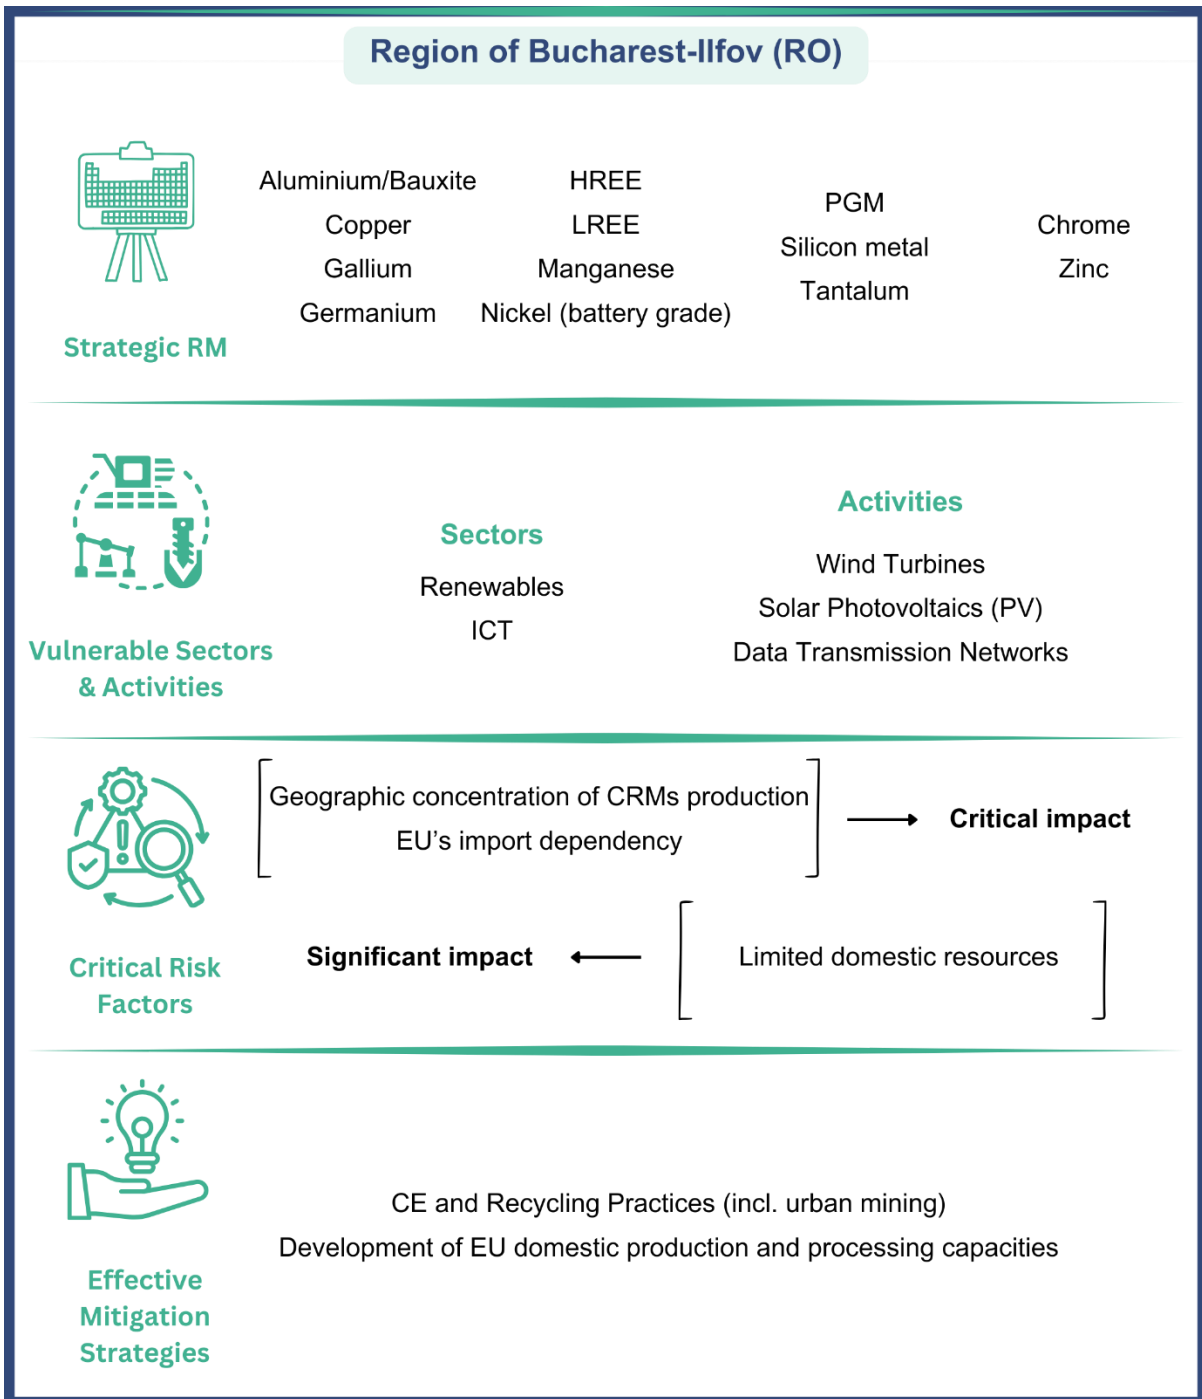 Region of Bucharest-Ilfov (RO)
Strategic RM
Aluminium/Bauxite
Copper
Gallium
Germanium
HREE
LREE
Manganese
Nickel (battery grade)
PGM
Silicon metal
Tantalum
Chrome
Zinc
Vulnerable Sectors
& Activities
Sectors
Renewables
ICT
Activities
Wind Turbines
Solar Photovoltaics (PV)
Data Transmission Networks
Critical Risk
Factors
Geographic concentration of CRMs production
EU’s import dependency
Critical impact
Significant impact
Limited domestic resources
Effective
Mitigation
Strategies
CE and Recycling Practices (incl. urban mining)
Development of EU domestic production and processing capacities